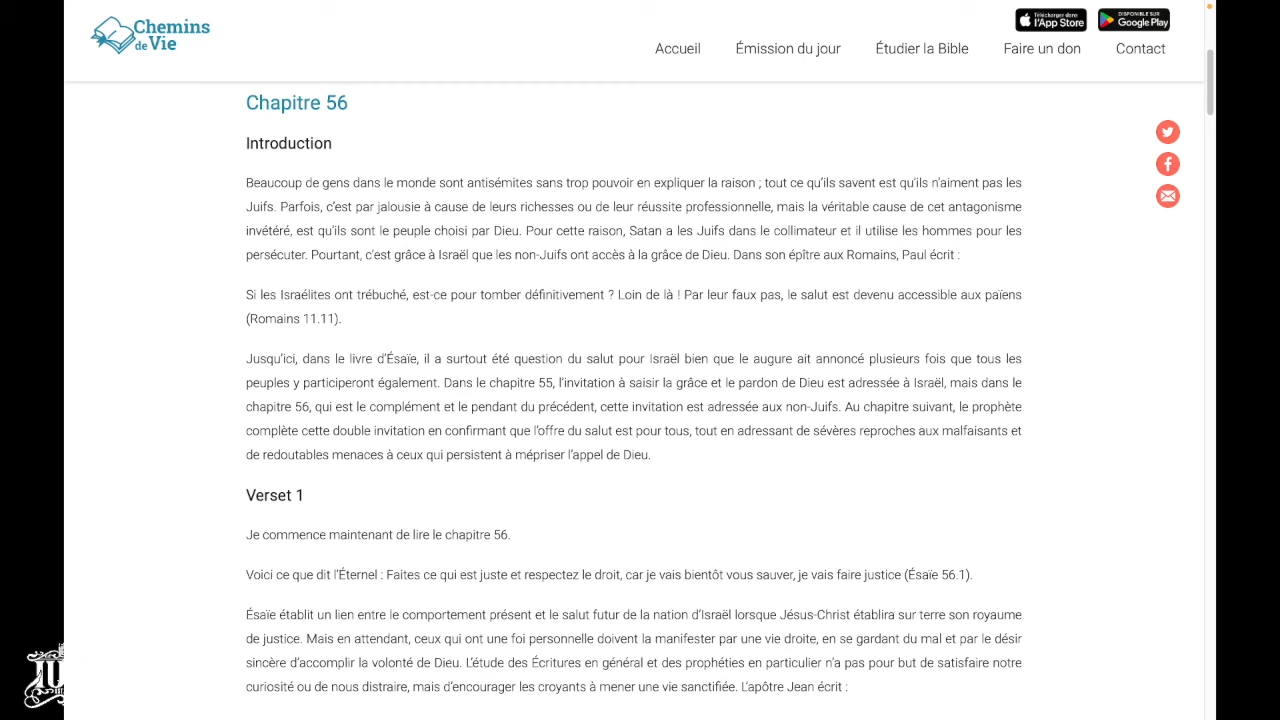 Chemins
de Vie
Télécharger dans
l'App Store
DISPONIBLE SUR
Google Play
Accueil
Émission du jour
Étudier la Bible
Faire un don
Contact
Chapitre 56
Introduction
Beaucoup de gens dans le monde sont antisémites sans trop pouvoir en expliquer la raison ; tout ce qu'ils savent est qu'ils n'aiment pas les
Juifs. Parfois, c'est par jalousie à cause de leurs richesses ou de leur réussite professionnelle, mais la véritable cause de cet antagonisme
invétéré, est qu'ils sont le peuple choisi par Dieu. Pour cette raison, Satan a les Juifs dans le collimateur et il utilise les hommes pour les
persécuter. Pourtant, c'est grâce à Israël que les non-Juifs ont accès à la grâce de Dieu. Dans son épître aux Romains, Paul écrit :
Si les Israélites ont trébuché, est-ce pour tomber définitivement ? Loin de là ! Par leur faux pas, le salut est devenu accessible aux païens
(Romains 11.11).
Jusqu'ici, dans le livre d'Ésaïe, il a surtout été question du salut pour Israël bien que le augure ait annoncé plusieurs fois que tous les
peuples y participeront également. Dans le chapitre 55, l'invitation à saisir la grâce et le pardon de Dieu est adressée à Israël, mais dans le
chapitre 56, qui est le complément et le pendant du précédent, cette invitation est adressée aux non-Juifs. Au chapitre suivant, le prophète
complète cette double invitation en confirmant que l'offre du salut est pour tous, tout en adressant de sévères reproches aux malfaisants et
de redoutables menaces à ceux qui persistent à mépriser l'appel de Dieu.
Verset 1
Je commence maintenant de lire le chapitre 56.
Voici ce que dit l'Éternel : Faites ce qui est juste et respectez le droit, car je vais bientôt vous sauver, je vais faire justice (Ésaïe 56.1).
Ésaïe établit un lien entre le comportement présent et le salut futur de la nation d'Israël lorsque Jésus-Christ établira sur terre son royaume
de justice. Mais en attendant, ceux qui ont une foi personnelle doivent la manifester par une vie droite, en se gardant du mal et par le désir
sincère d'accomplir la volonté de Dieu. L'étude des Écritures en général et des prophéties en particulier n'a pas pour but de satisfaire notre
curiosité ou de nous distraire, mais d'encourager les croyants à mener une vie sanctifiée. L'apôtre Jean écrit :